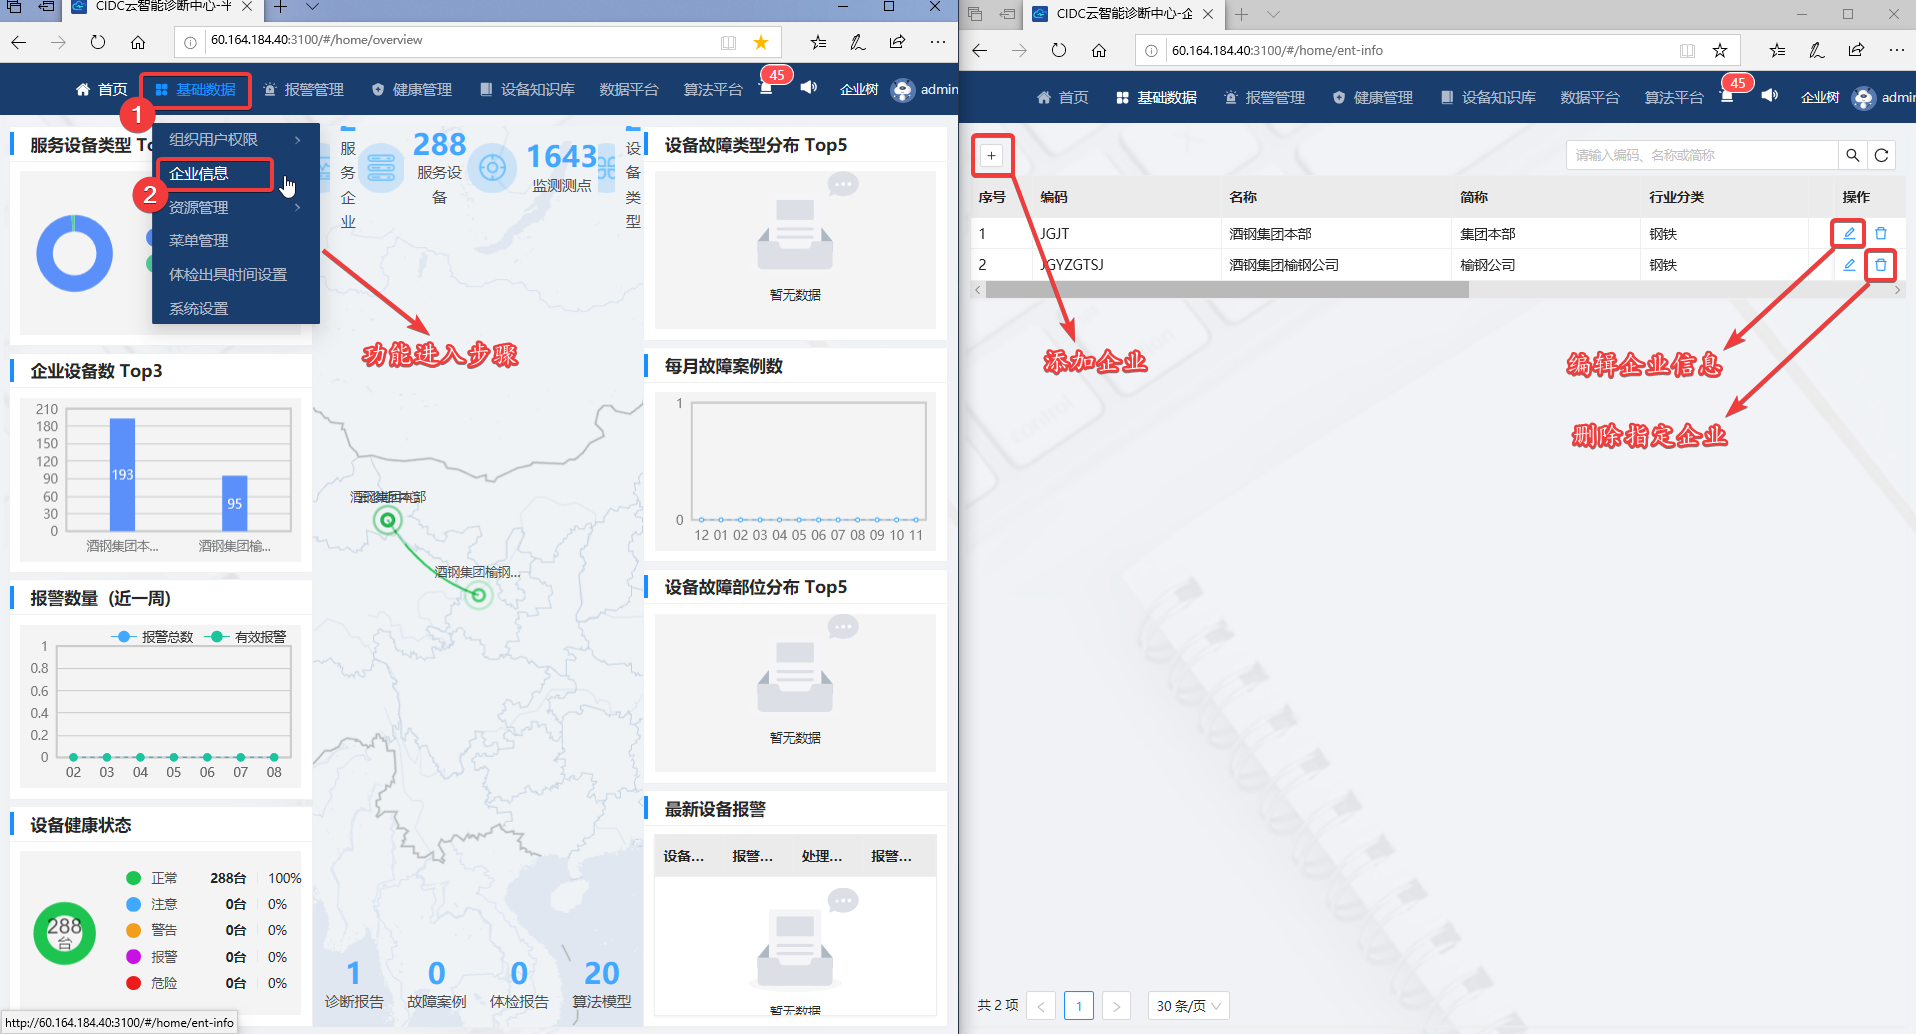 CIDC云智能诊断中心-平
60.164.184.40:3100/#/home/overview
首页
基础数据
报警管理
健康管理
设备知识库
数据平台
算法平台
45
企业树
admin
1
组织用户权限
2
企业信息
资源管理
菜单管理
体检出具时间设置
系统设置
功能进入步骤
服务设备类型 To
服务企业
288
服务设备
1643
监测测点
设备类型
设备故障类型分布 Top5
暂无数据
企业设备数 Top3
210
180
150
120
90
60
30
0
193
95
酒钢集团本...
酒钢集团榆...
酒钢集团本部
酒钢集团榆钢...
每月故障案例数
1
0
12 01 02 03 04 05 06 07 08 09 10 11
报警数量（近一周）
报警总数
有效报警
1
0.8
0.6
0.4
0.2
0
02 03 04 05 06 07 08
设备故障部位分布 Top5
暂无数据
设备健康状态
288
台
正常 288台 100%
注意 0台 0%
警告 0台 0%
报警 0台 0%
危险 0台 0%
1
诊断报告
0
故障案例
0
体检报告
20
算法模型
最新设备报警
设备... 报警... 处理... 报警...
暂无数据
http://60.164.184.40:3100/#/home/ent-info
CIDC云智能诊断中心-企
60.164.184.40:3100/#/home/ent-info
首页
基础数据
报警管理
健康管理
设备知识库
数据平台
算法平台
45
企业树
admin
+
请输入编码、名称或简称
序号 编码 名称 简称 行业分类 操作
1 JGJT 酒钢集团本部 集团本部 钢铁
2 JGYZGTSJ 酒钢集团榆钢公司 榆钢公司 钢铁
添加企业
编辑企业信息
删除指定企业
共 2 项
1
30 条/页